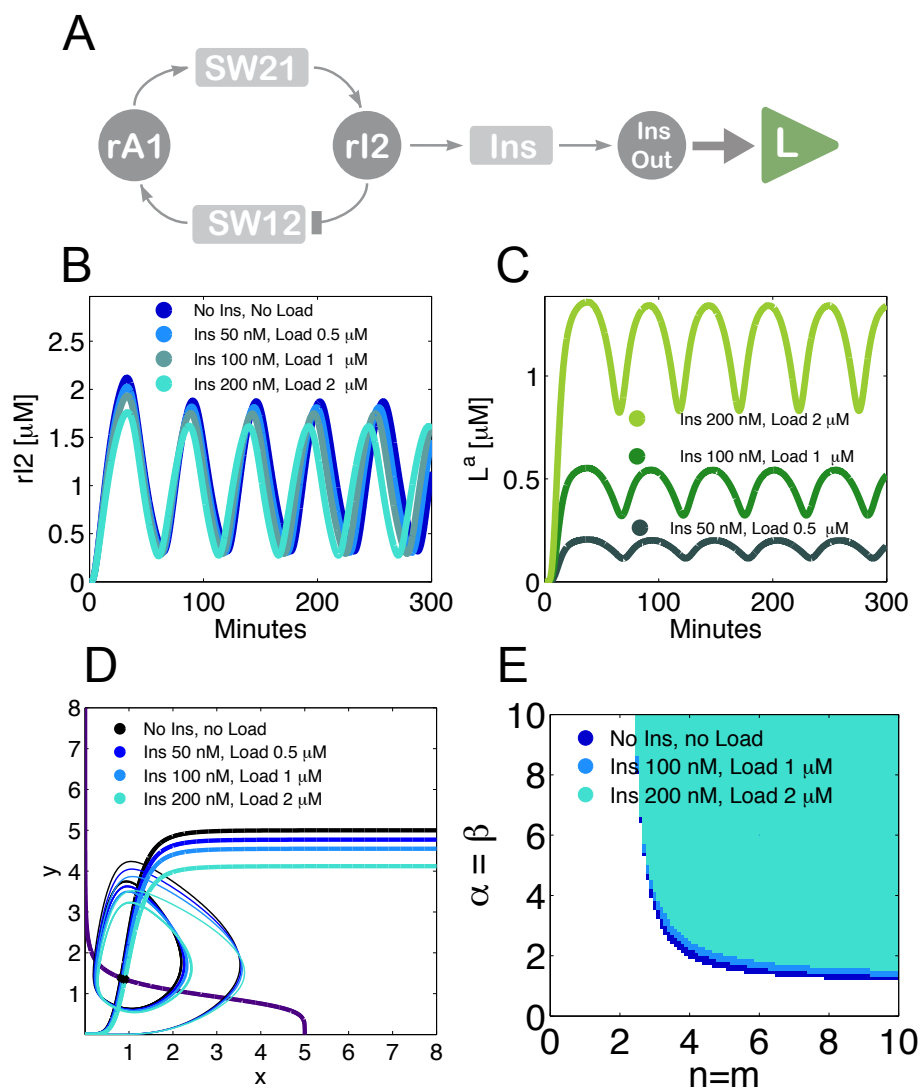 A
SW21
rA1
rI2
Ins
Ins
Out
L
SW12
B
rI2 [μM]
2.5
2
1.5
1
0.5
0
No Ins, No Load
Ins 50 nM, Load 0.5 μM
Ins 100 nM, Load 1 μM
Ins 200 nM, Load 2 μM
0 100 200 300
Minutes
C
L^a [μM]
1
0.5
0
Ins 200 nM, Load 2 μM
Ins 100 nM, Load 1 μM
Ins 50 nM, Load 0.5 μM
0 100 200 300
Minutes
D
y
8
7
6
5
4
3
2
1
No Ins, no Load
Ins 50 nM, Load 0.5 μM
Ins 100 nM, Load 1 μM
Ins 200 nM, Load 2 μM
1 2 3 4 5 6 7 8
x
E
α = β
10
8
6
4
2
0
No Ins, no Load
Ins 100 nM, Load 1 μM
Ins 200 nM, Load 2 μM
0 2 4 6 8 10
n=m